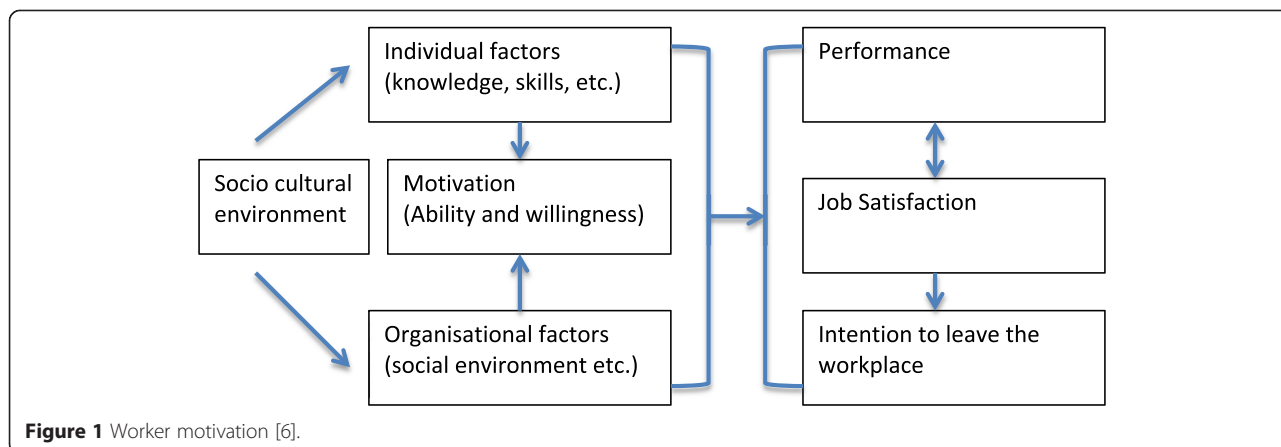 Individual factors
(knowledge, skills, etc.)
Performance
Socio cultural
environment
Motivation
(Ability and willingness)
Job Satisfaction
Organisational factors
(social environment etc.)
Intention to leave the
workplace
Figure 1 Worker motivation [6].